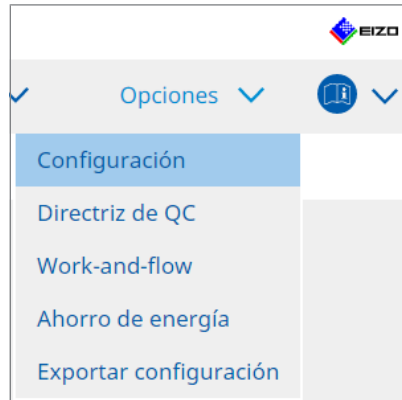 EIZO
Opciones
Configuración
Directriz de QC
Work-and-flow
Ahorro de energía
Exportar configuración